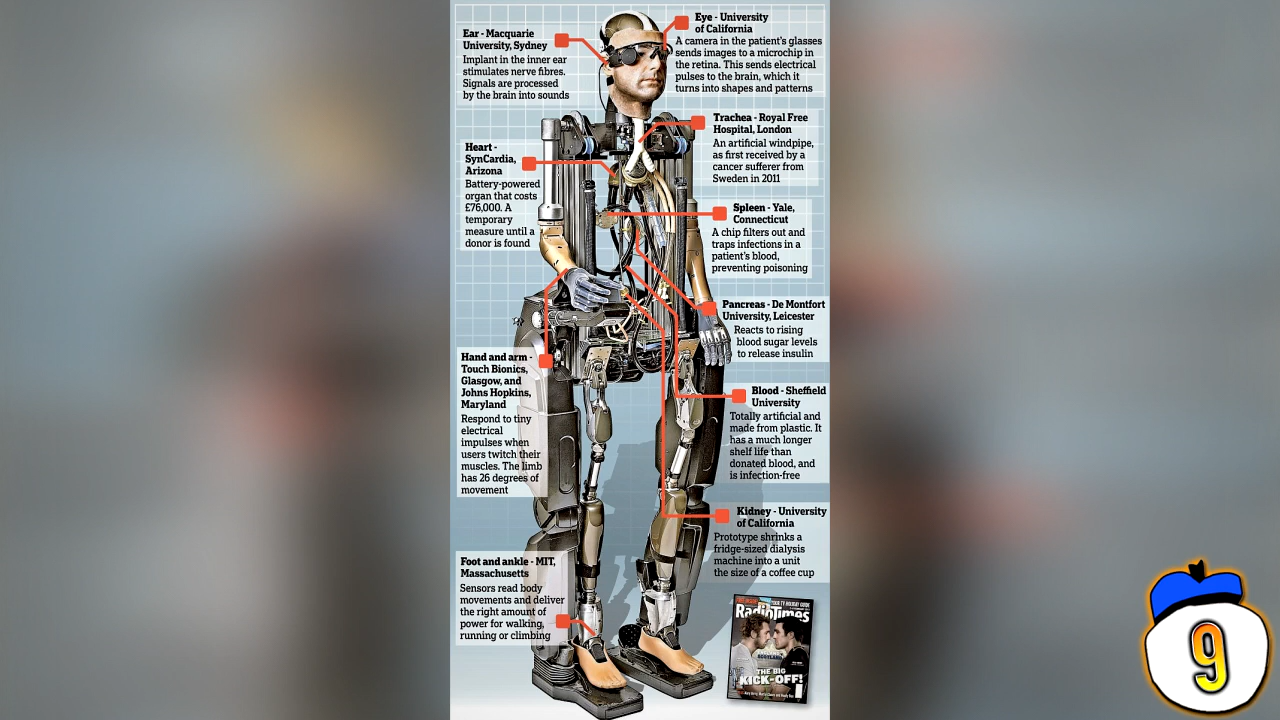 Ear - Macquarie
University, Sydney
Implant in the inner ear
stimulates nerve fibres.
Signals are processed
by the brain into sounds
Eye - University
of California
A camera in the patient's glasses
sends images to a microchip in
the retina. This sends electrical
pulses to the brain, which it
turns into shapes and patterns
Trachea - Royal Free
Hospital, London
An artificial windpipe,
as first received by a
cancer sufferer from
Sweden in 2011
Heart -
SynCardia,
Arizona
Battery-powered
organ that costs
£76,000. A
temporary
measure until a
donor is found
Spleen - Yale,
Connecticut
A chip filters out and
traps infections in a
patient's blood,
preventing poisoning
Pancreas - De Montfort
University, Leicester
Reacts to rising
blood sugar levels
to release insulin
Hand and arm -
Touch Bionics,
Glasgow, and
Johns Hopkins,
Maryland
Respond to tiny
electrical
impulses when
users twitch their
muscles. The limb
has 26 degrees of
movement
Blood - Sheffield
University
Totally artificial and
made from plastic. It
has a much longer
shelf life than
donated blood, and
is infection-free
Kidney - University
of California
Prototype shrinks a
fridge-sized dialysis
machine into a unit
the size of a coffee cup
Foot and ankle - MIT,
Massachusetts
Sensors read body
movements and deliver
the right amount of
power for walking,
running or climbing
RadioTimes
THE BIG
KICK-OFF!
9